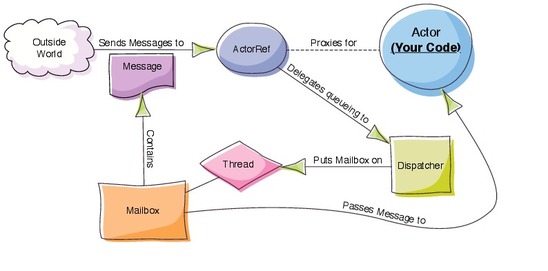 Outside
World
Sends Messages to
ActorRef
Proxies for
Actor
(Your Code)
Message
Delegates queueing to
Contains
Thread
Puts Mailbox on
Dispatcher
Mailbox
Passes Message to